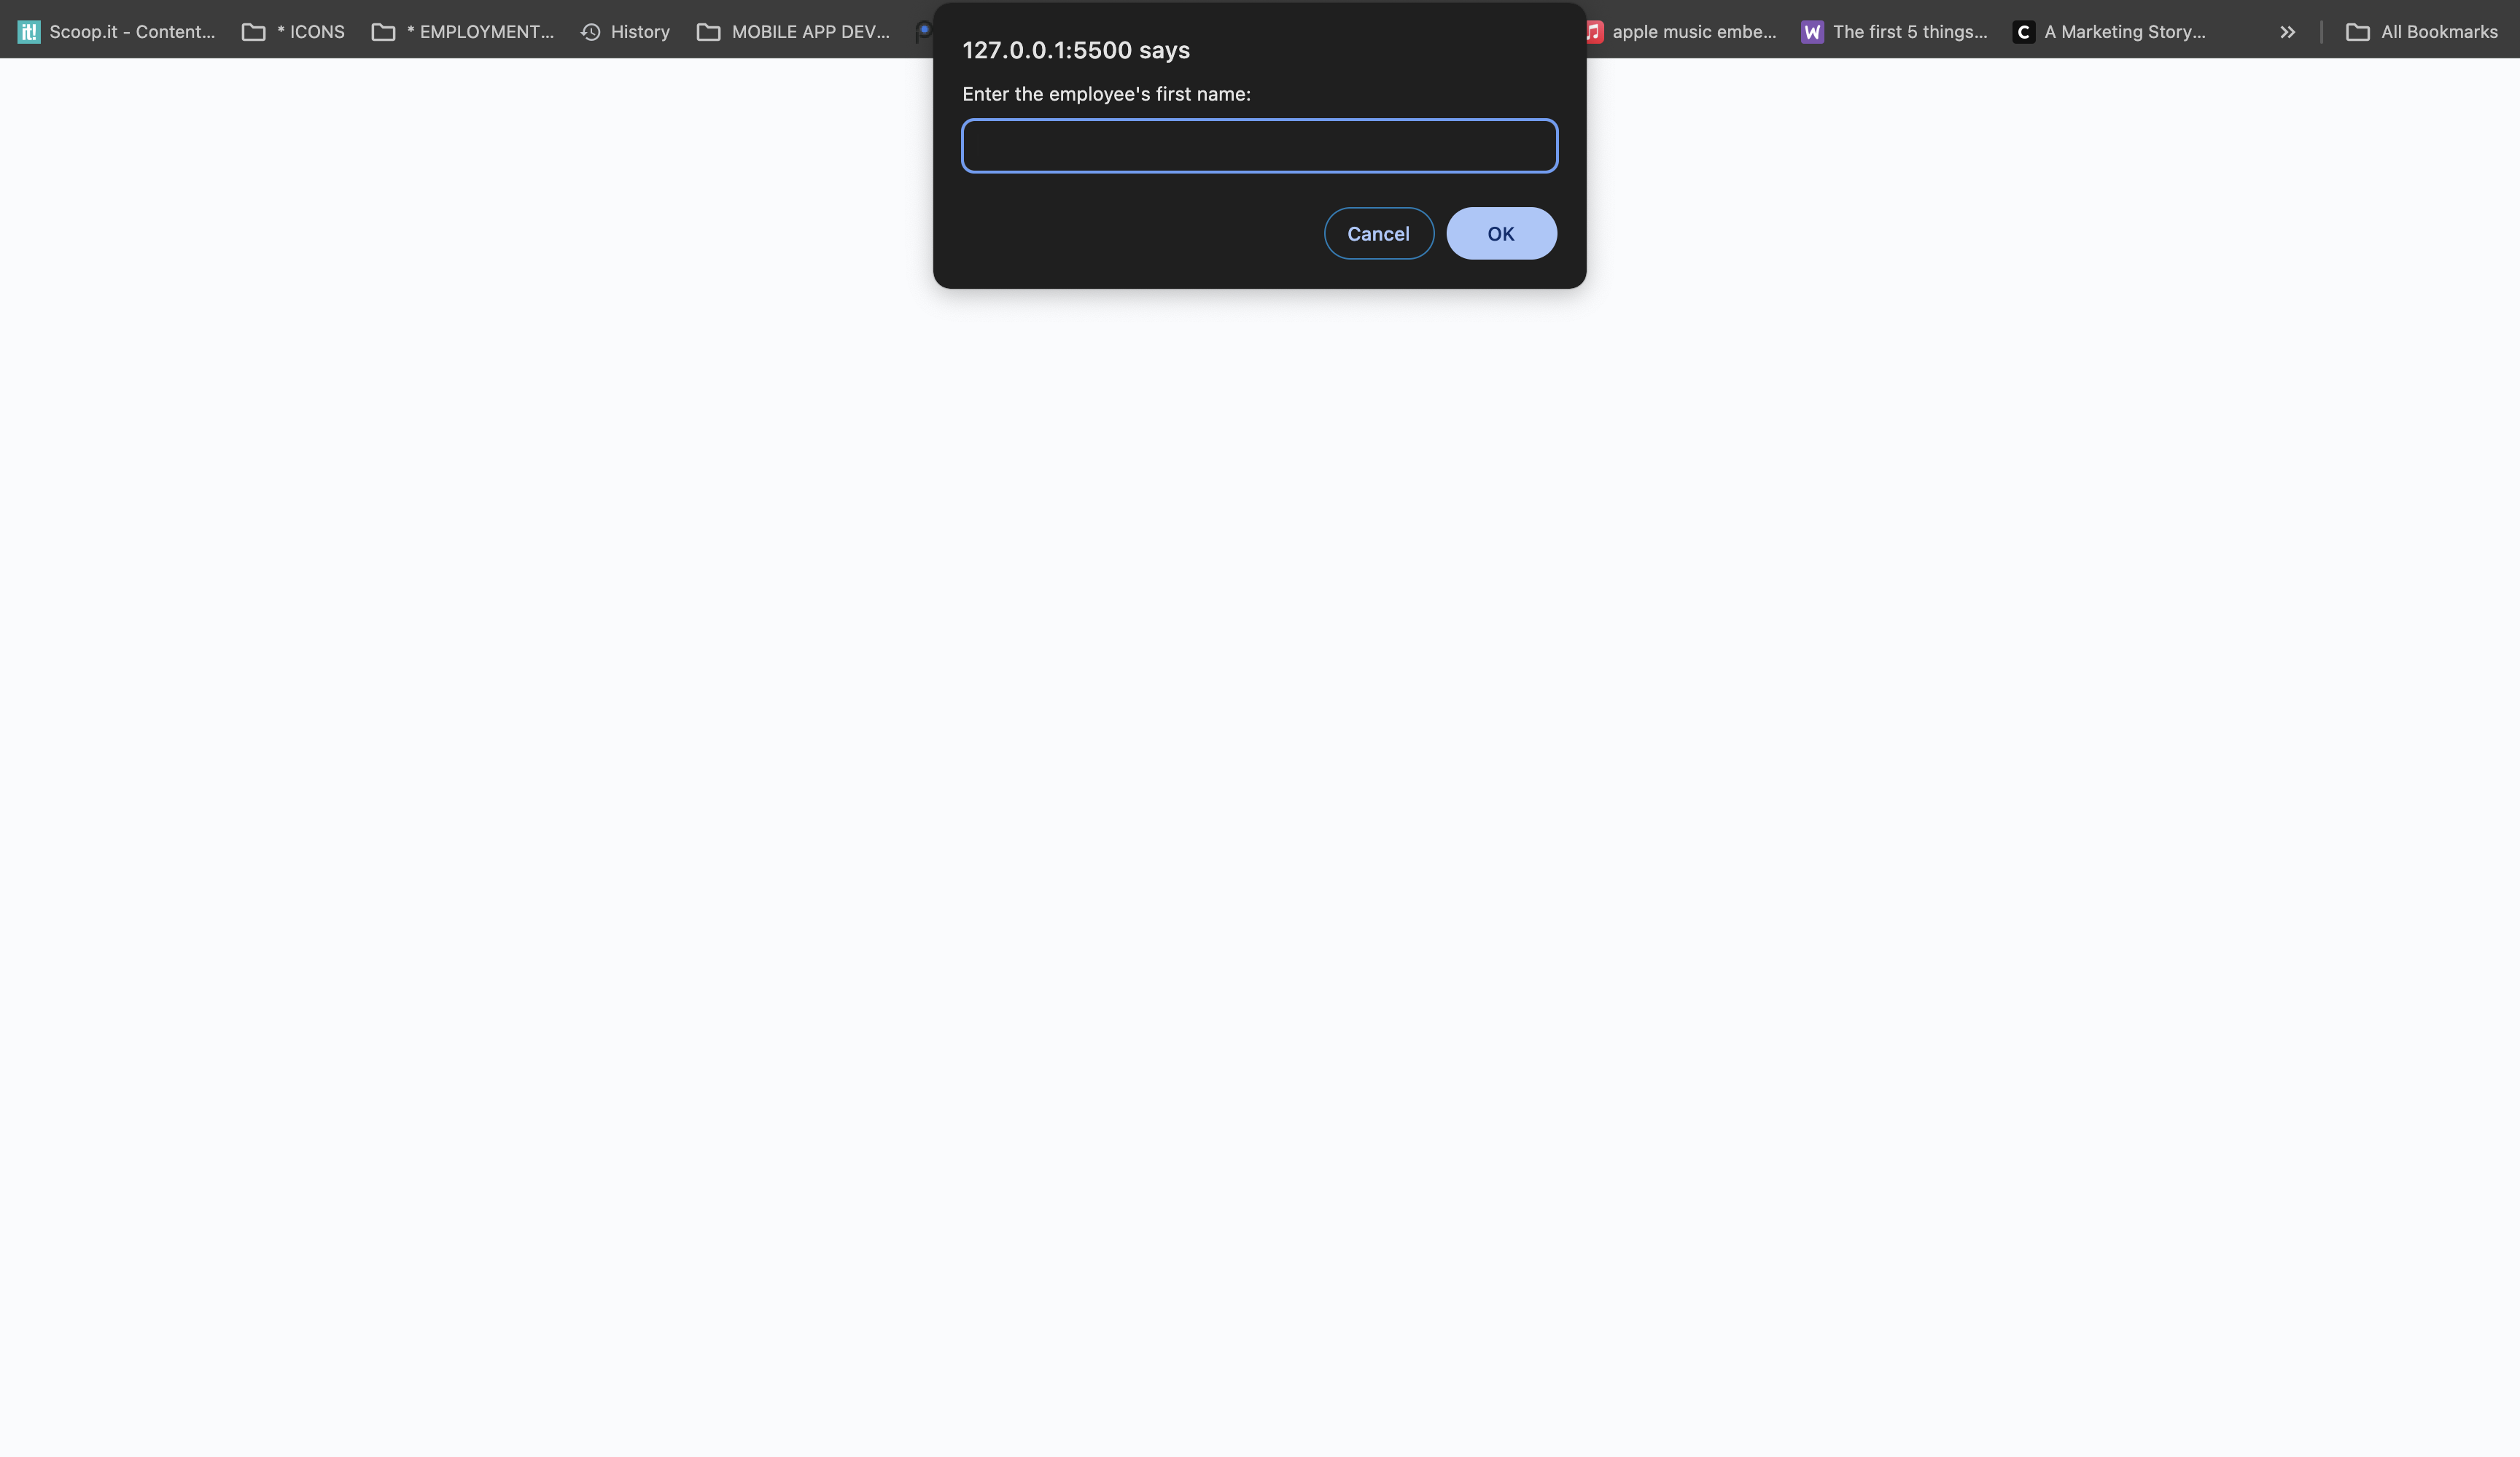 it! Scoop.it - Content... * ICONS * EMPLOYMENT... History MOBILE APP DEV... apple music embe... W The first 5 things... C A Marketing Story... » All Bookmarks
127.0.0.1:5500 says
Enter the employee's first name:
Cancel OK